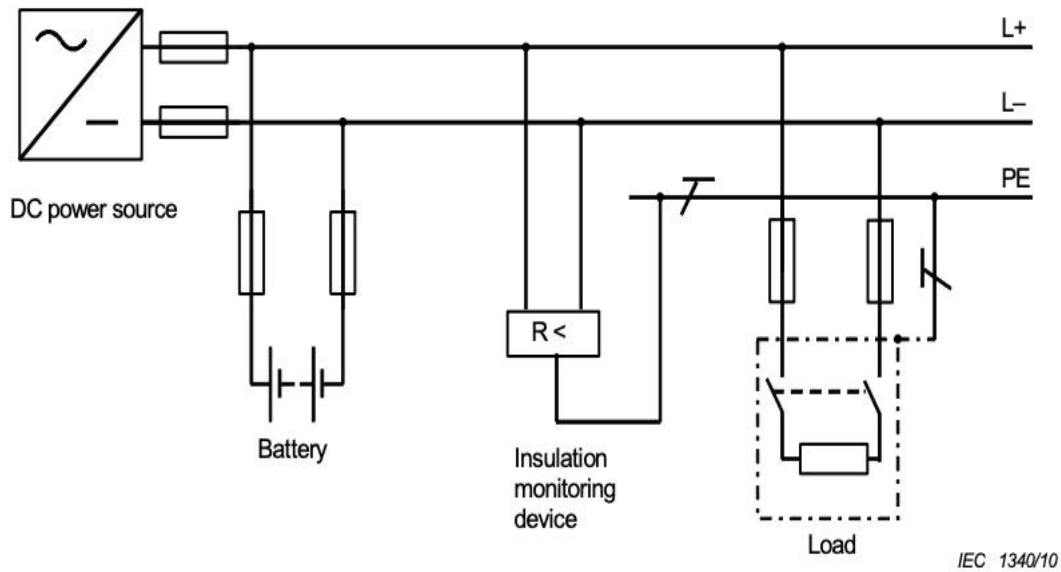 L+
L–
PE
DC power source
R <
Battery
Insulation
monitoring
device
Load
IEC 1340/10